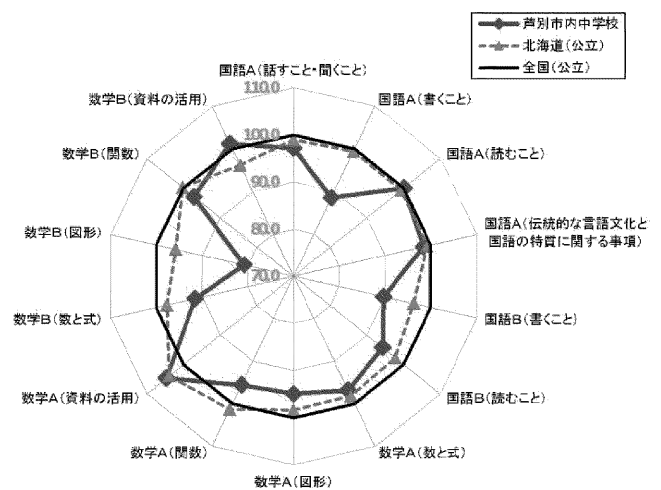 芦別市内中学校
北海道(公立)
全国(公立)
国語A(話すこと・聞くこと)
110.0
100.0
90.0
80.0
70.0
国語A(書くこと)
国語A(読むこと)
国語A(伝統的な言語文化と
国語の特質に関する事項)
国語B(書くこと)
国語B(読むこと)
数学A(数と式)
数学A(図形)
数学A(関数)
数学A(資料の活用)
数学B(数と式)
数学B(図形)
数学B(関数)
数学B(資料の活用)